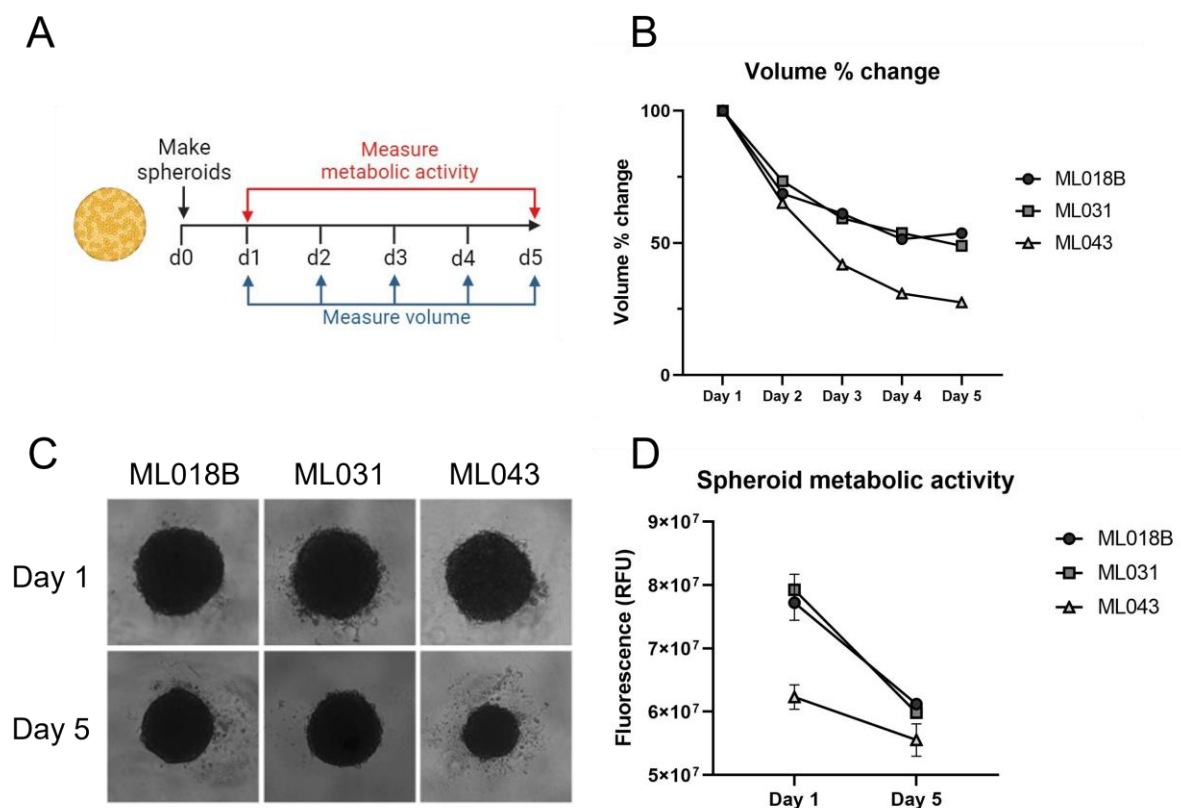 A
Make
spheroids
Measure
metabolic activity
d0 d1 d2 d3 d4 d5
Measure volume
B
Volume % change
Volume % change
100
50
0
Day 1 Day 2 Day 3 Day 4 Day 5
ML018B
ML031
ML043
C
ML018B ML031 ML043
Day 1
Day 5
D
Spheroid metabolic activity
Fluorescence (RFU)
9×10⁷
8×10⁷
7×10⁷
6×10⁷
5×10⁷
Day 1 Day 5
ML018B
ML031
ML043